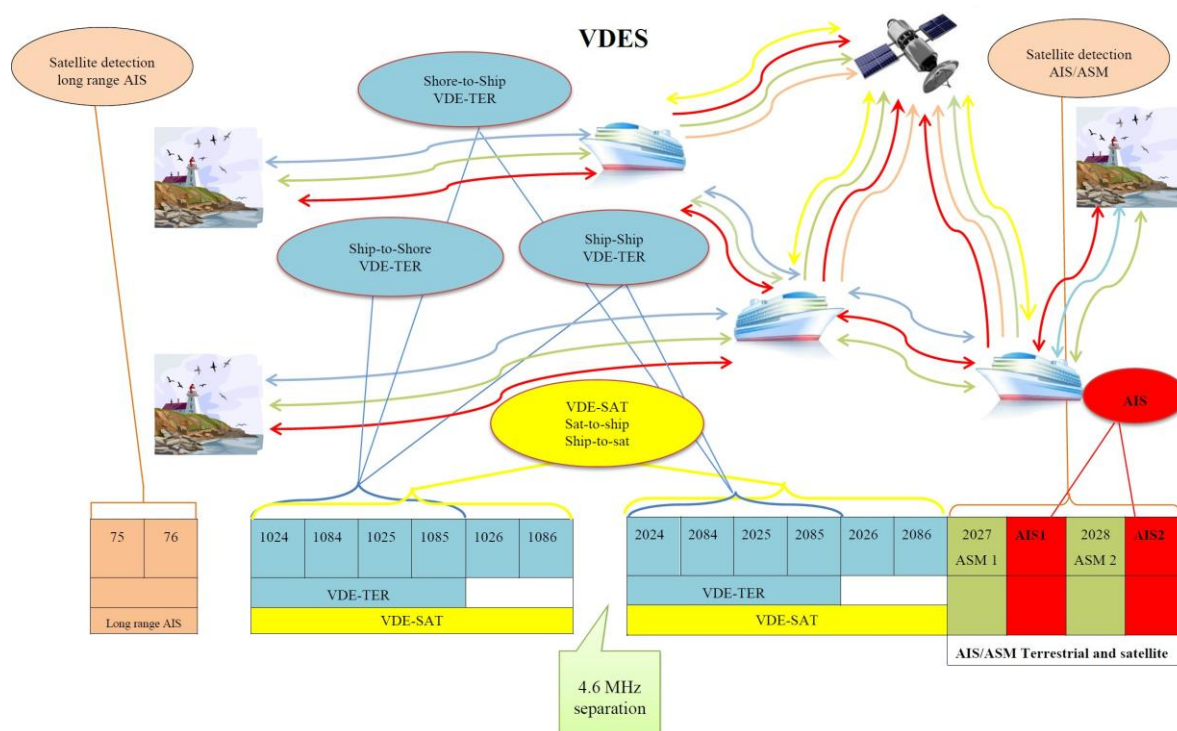 VDES
Satellite detection
long range AIS
Shore-to-Ship
VDE-TER
Satellite detection
AIS/ASM
Ship-to-Shore
VDE-TER
Ship-Ship
VDE-TER
VDE-SAT
Sat-to-ship
Ship-to-sat
AIS
75 76
1024 1084 1025 1085 1026 1086
2024 2084 2025 2085 2026 2086
2027 AIS1 2028 AIS2
ASM 1 ASM 2
VDE-TER
VDE-TER
Long range AIS
VDE-SAT
VDE-SAT
AIS/ASM Terrestrial and satellite
4.6 MHz
separation